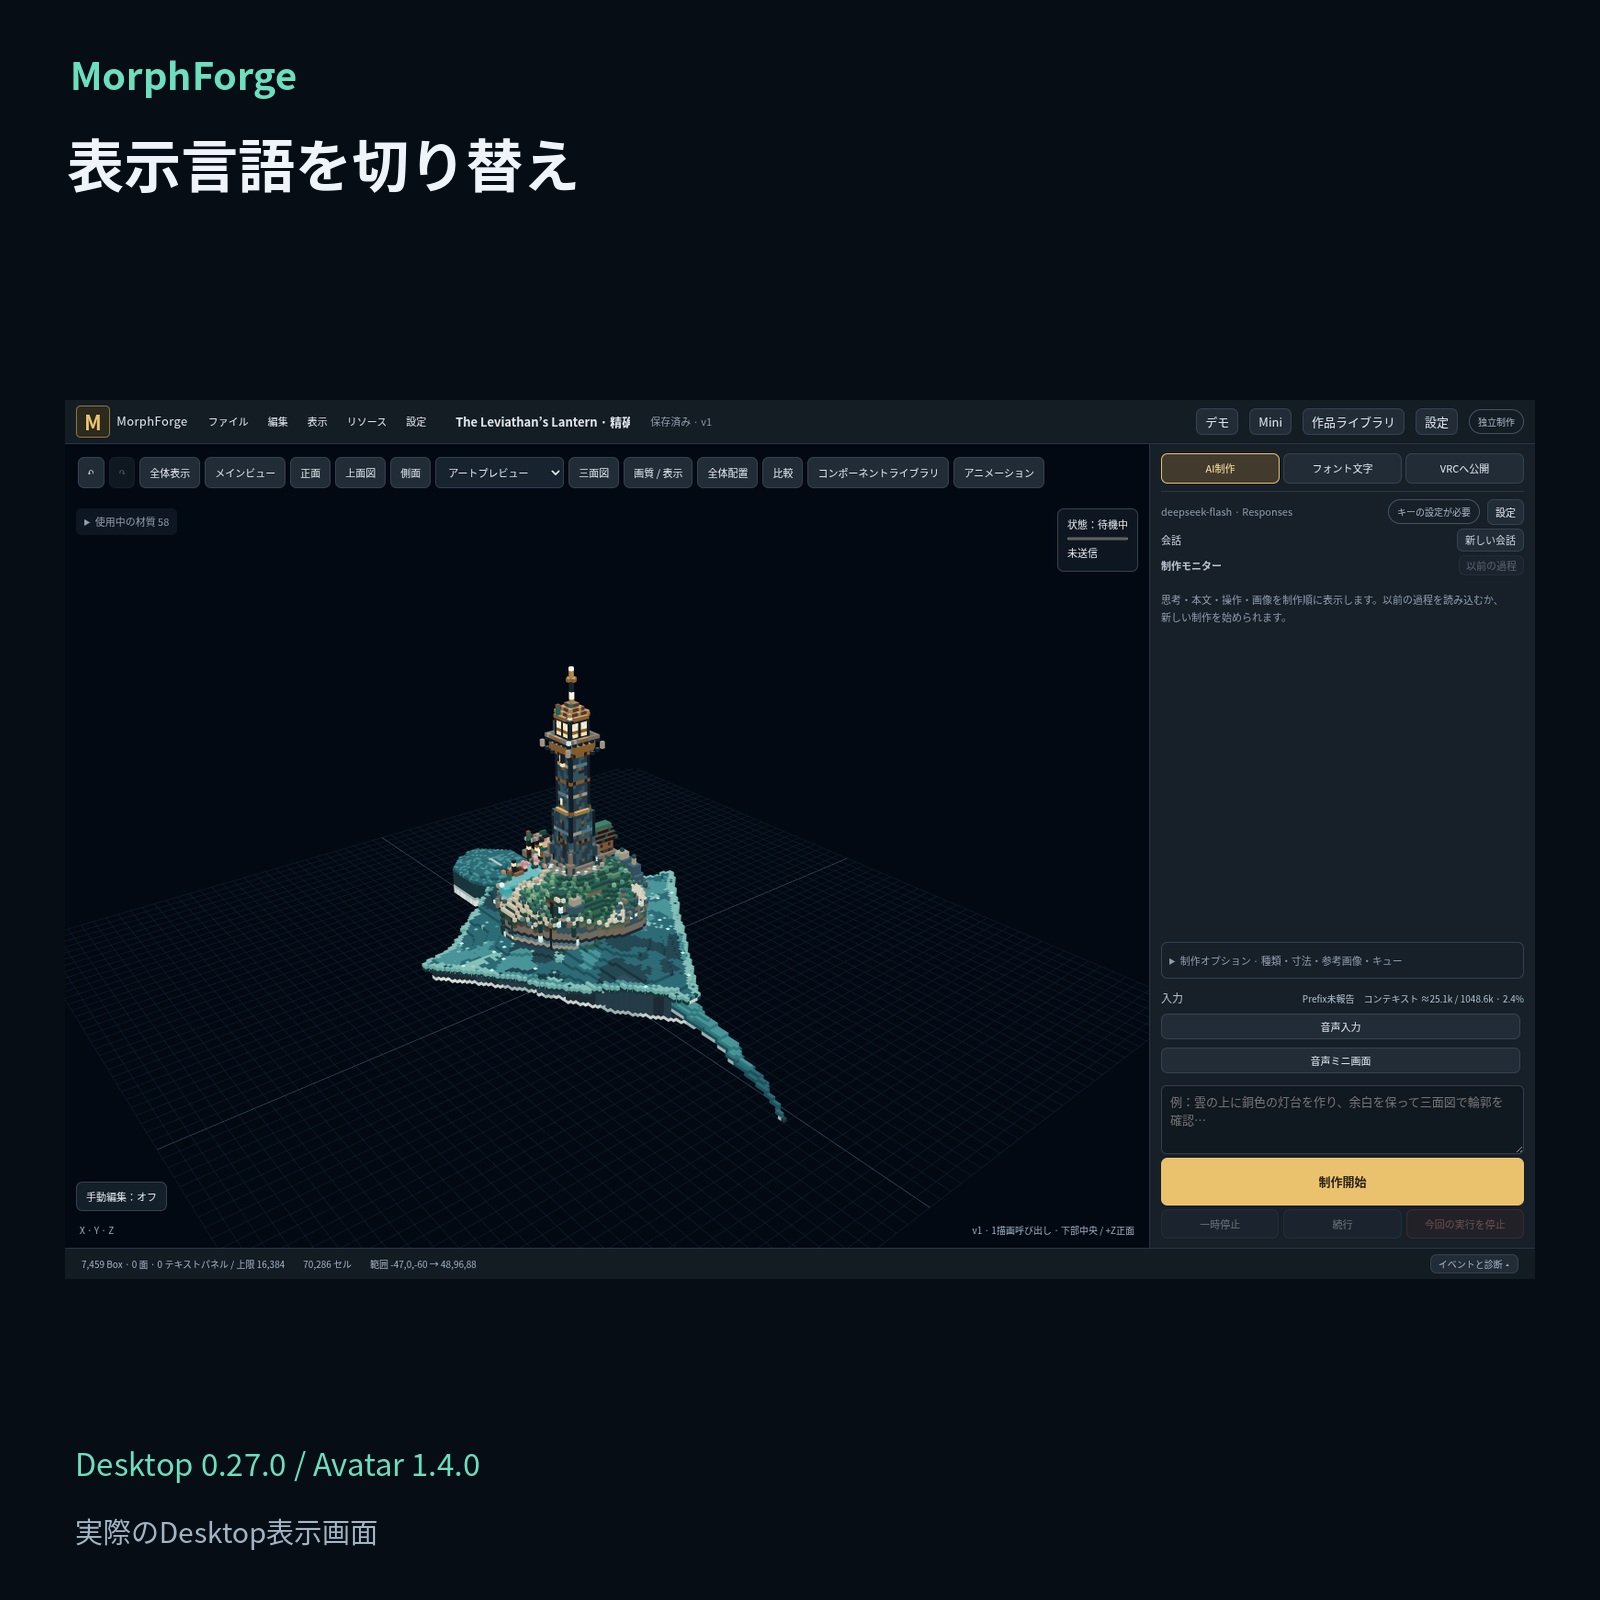 MorphForge
表示言語を切り替え
M MorphForge ファイル 編集 表示 リソース 設定 The Leviathan's Lantern · 精 保存済み · v1 デモ Mini 作品ライブラリ 設定 独立制作
全体表示 メインビュー 正面 上面図 側面 アートプレビュー 三面図 画質 / 表示 全体配置 比較 コンポーネントライブラリ アニメーション
AI制作 フォント文字 VRCへ公開
▶ 使用中の材質 58
状態：待機中
未送信
deepseek-flash · Responses キーの設定が必要 設定
会話 新しい会話
制作モニター 以前の過程
思考・本文・操作・画像を制作順に表示します。以前の過程を読み込むか、
新しい制作を始められます。
▶ 制作オプション · 種類・寸法・参考画像・キュー
入力 Prefix未報告 コンテキスト ≈25.1k / 1048.6k · 2.4%
音声入力
音声ミニ画面
例：雲の上に銅色の灯台を作り、余白を保って三面図で輪郭を
確認…
制作開始
一時停止 続行 今回の実行を停止
手動編集：オフ
X · Y · Z
v1 · 1描画呼び出し · 下部中央 / +Z正面
7,459 Box · 0 面 · 0 テキストパネル / 上限 16,384 70,286 セル 範囲 -47,0,-60 → 48,96,88 イベントと診断
Desktop 0.27.0 / Avatar 1.4.0
実際のDesktop表示画面